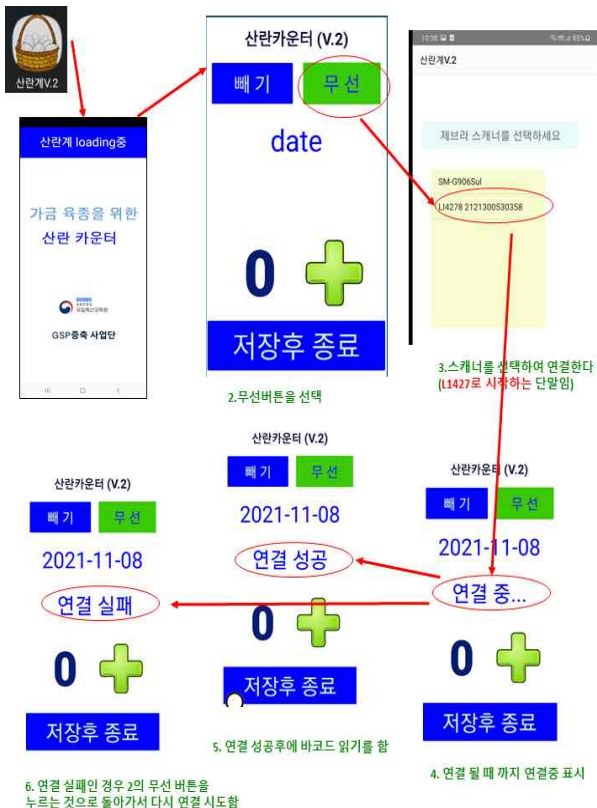 산란계V.2
산란계 loading중
가금 육종을 위한
산란 카운터
국립축산과학원
GSP종축 사업단
산란카운터 (V.2)
빼 기
무 선
date
0
저장후 종료
2.무선버튼을 선택
10:39
83%
산란계V.2
제브라 스캐너를 선택하세요
SM-G906Sul
LI4278 2121300530358
3.스캐너를 선택하여 연결한다
(L1427로 시작하는 단말임)
산란카운터 (V.2)
빼 기
무 선
2021-11-08
연결 중...
0
저장후 종료
4. 연결 될 때 까지 연결중 표시
산란카운터 (V.2)
빼 기
무 선
2021-11-08
연결 성공
0
저장후 종료
5. 연결 성공후에 바코드 읽기를 함
산란카운터 (V.2)
빼 기
무 선
2021-11-08
연결 실패
0
저장후 종료
6. 연결 실패인 경우 2의 무선 버튼을
누르는 것으로 돌아가서 다시 연결 시도함